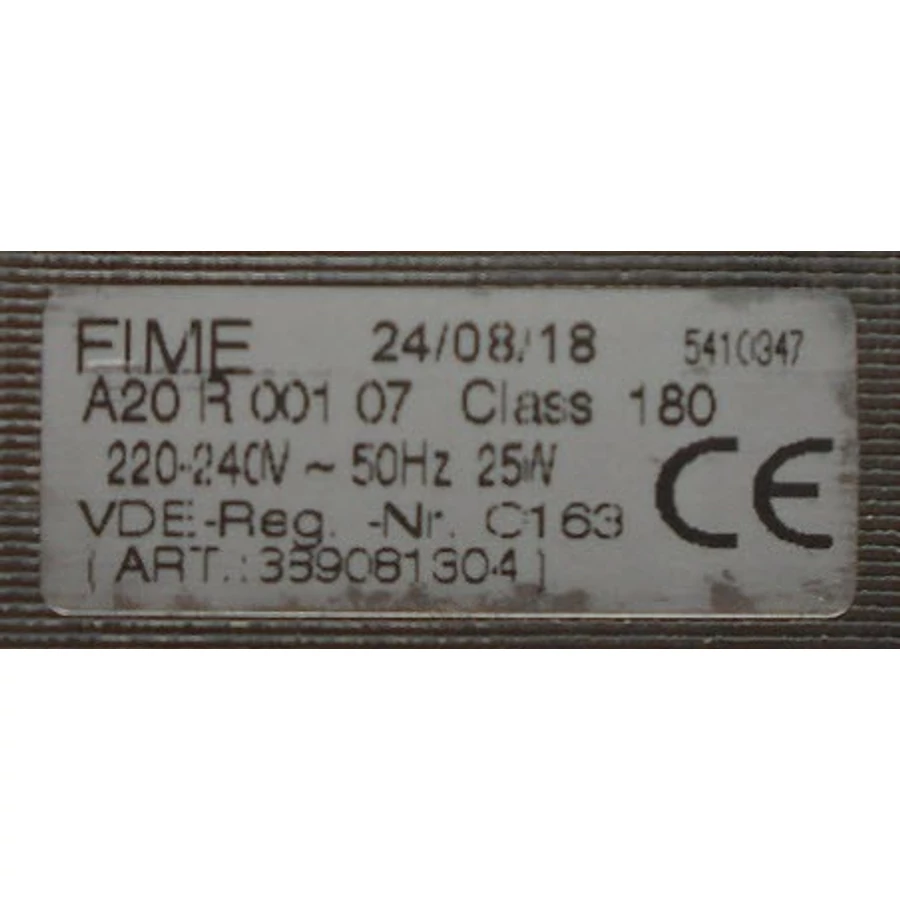 FIME 24/08/18 5410347
A20 R 001 07 Class 180
220-240V ~ 50Hz 25W
CE
VDE-Reg. -Nr. C163
( ART.:339081304 )